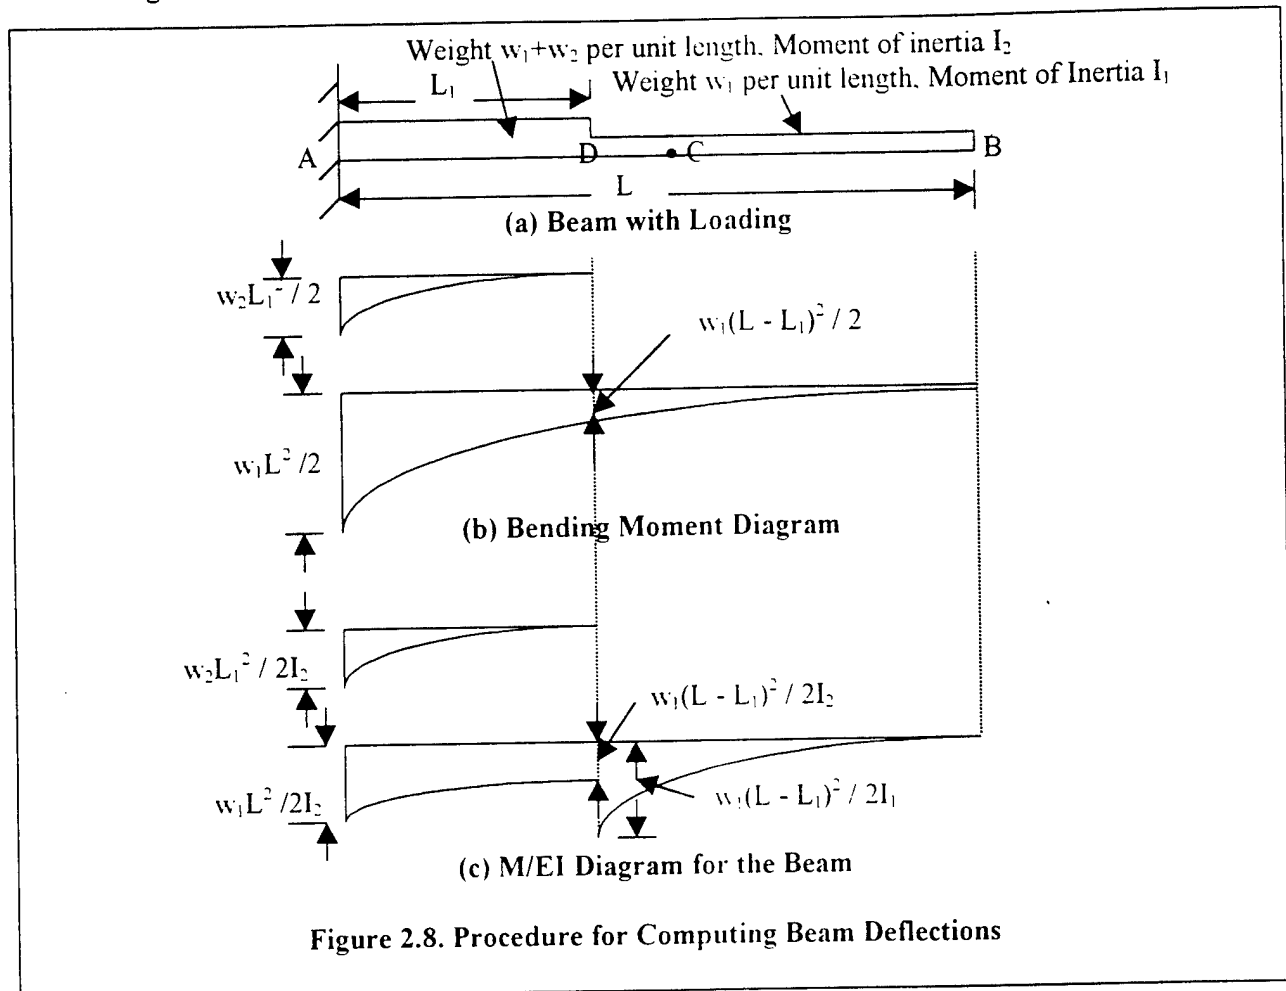 Weight w₁+w₂ per unit length. Moment of inertia I₂
L₁
Weight w₁ per unit length. Moment of Inertia I₁
A
D
C
B
L
(a) Beam with Loading
w₂L₁² / 2
w₁(L - L₁)² / 2
w₁L² /2
(b) Bending Moment Diagram
w₂L₁² / 2I₂
w₁(L - L₁)² / 2I₂
w₁L² /2I₂
w₁(L - L₁)² / 2I₁
(c) M/EI Diagram for the Beam
Figure 2.8. Procedure for Computing Beam Deflections